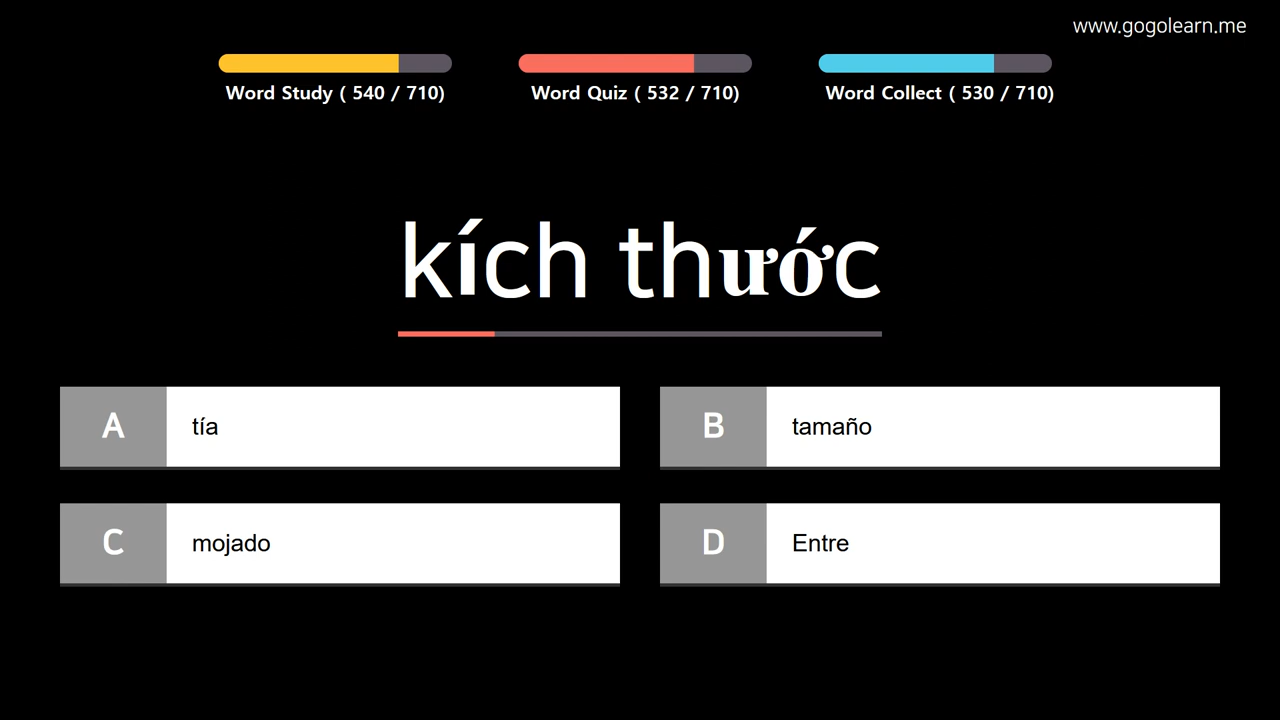 www.gogolearn.me
Word Study ( 540 / 710)
Word Quiz ( 532 / 710)
Word Collect ( 530 / 710)
kích thước
A tía
B tamaño
C mojado
D Entre